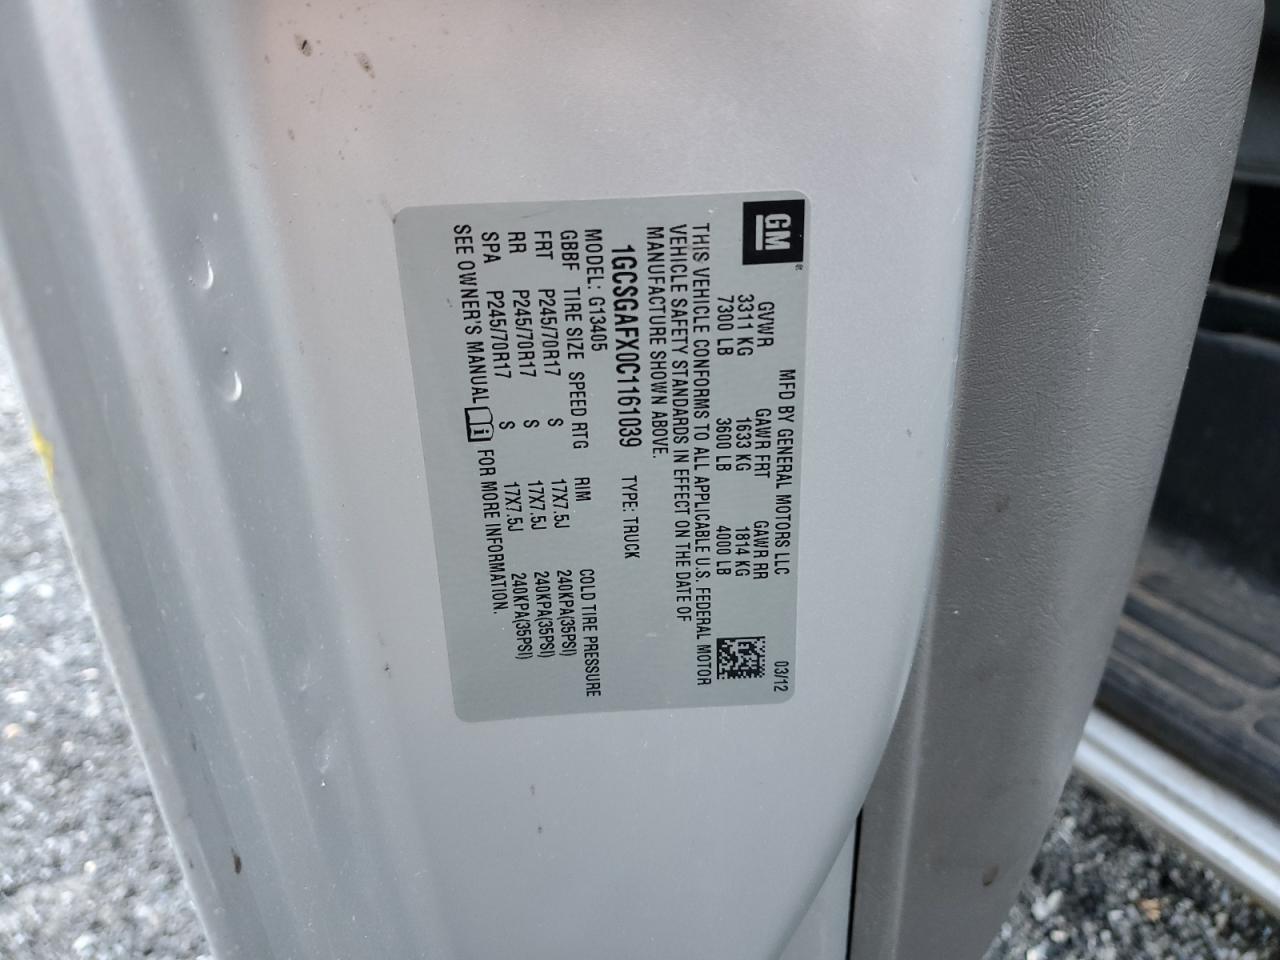 GM
MFD BY GENERAL MOTORS LLC 03/12
GVWR GAWR FRT GAWR RR
3311 KG 1633 KG 1814 KG
7300 LB 3600 LB 4000 LB
THIS VEHICLE CONFORMS TO ALL APPLICABLE U.S. FEDERAL MOTOR
VEHICLE SAFETY STANDARDS IN EFFECT ON THE DATE OF
MANUFACTURE SHOWN ABOVE.
1GCSGAFX0C1161039 TYPE: TRUCK
MODEL: G13405
GBBF TIRE SIZE SPEED RTG RIM COLD TIRE PRESSURE
FRT P245/70R17 S 17X7.5J 240KPA(35PSI)
RR P245/70R17 S 17X7.5J 240KPA(35PSI)
SPA P245/70R17 S 17X7.5J 240KPA(35PSI)
SEE OWNER'S MANUAL i FOR MORE INFORMATION.